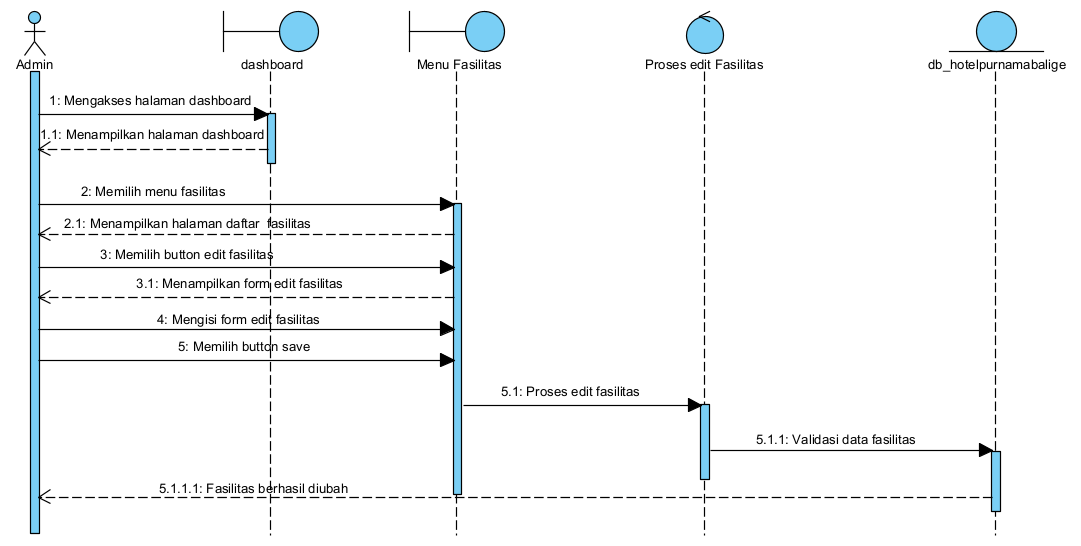 Admin
dashboard
Menu Fasilitas
Proses edit Fasilitas
db_hotelpurnamabalige
1: Mengakses halaman dashboard
1.1: Menampilkan halaman dashboard
2: Memilih menu fasilitas
2.1: Menampilkan halaman daftar  fasilitas
3: Memilih button edit fasilitas
3.1: Menampilkan form edit fasilitas
4: Mengisi form edit fasilitas
5: Memilih button save
5.1: Proses edit fasilitas
5.1.1: Validasi data fasilitas
5.1.1.1: Fasilitas berhasil diubah